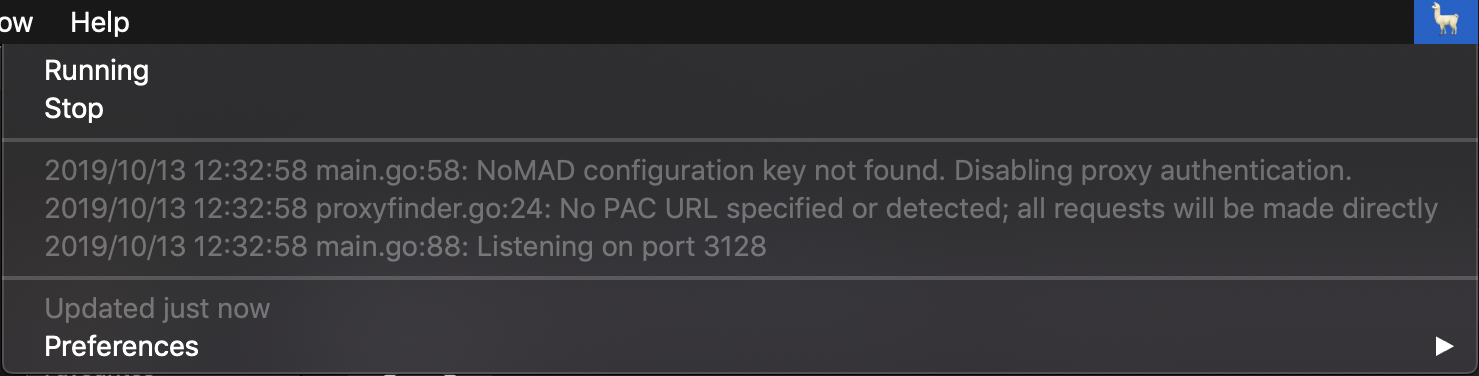 ow Help
Running
Stop
2019/10/13 12:32:58 main.go:58: NoMAD configuration key not found. Disabling proxy authentication.
2019/10/13 12:32:58 proxyfinder.go:24: No PAC URL specified or detected; all requests will be made directly
2019/10/13 12:32:58 main.go:88: Listening on port 3128
Updated just now
Preferences